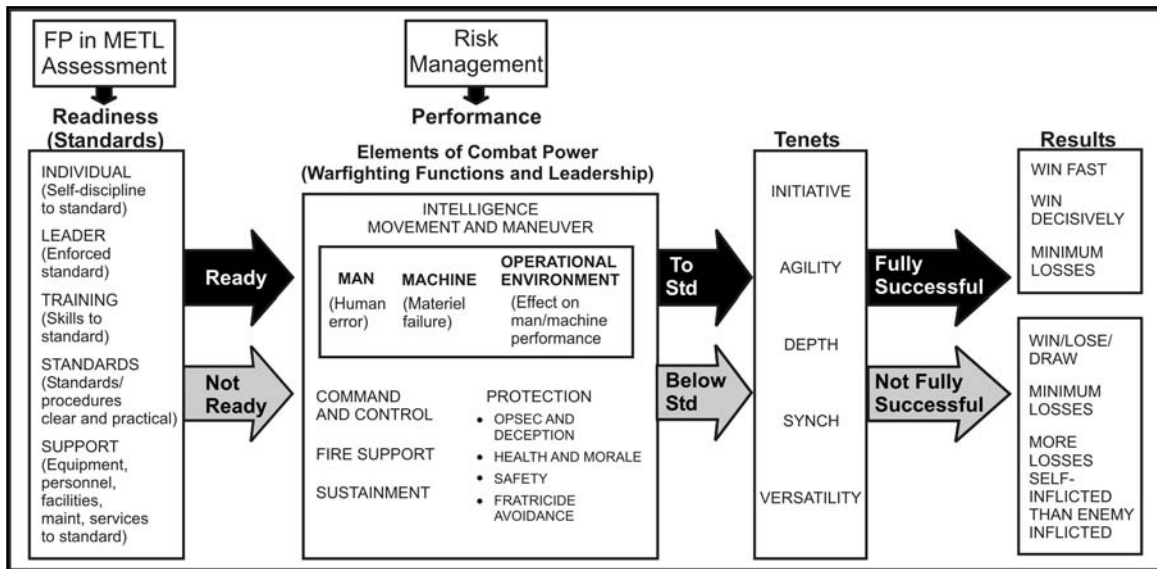 FP in METL
Assessment
Readiness
(Standards)
INDIVIDUAL
(Self-discipline
to standard)
LEADER
(Enforced
standard)
TRAINING
(Skills to
standard)
STANDARDS
(Standards/
procedures
clear and practical)
SUPPORT
(Equipment,
personnel,
facilities,
maint, services
to standard)
Ready
Not
Ready
Risk
Management
Performance
Elements of Combat Power
(Warfighting Functions and Leadership)
INTELLIGENCE
MOVEMENT AND MANEUVER
MAN
(Human
error)
MACHINE
(Materiel
failure)
OPERATIONAL
ENVIRONMENT
(Effect on
man/machine
performance
COMMAND
AND CONTROL
FIRE SUPPORT
SUSTAINMENT
PROTECTION
• OPSEC AND
DECEPTION
• HEALTH AND MORALE
• SAFETY
• FRATRICIDE
AVOIDANCE
To
Std
Below
Std
Tenets
INITIATIVE
AGILITY
DEPTH
SYNCH
VERSATILITY
Fully
Successful
Not Fully
Successful
Results
WIN FAST
WIN
DECISIVELY
MINIMUM
LOSSES
WIN/LOSE/
DRAW
MINIMUM
LOSSES
MORE
LOSSES
SELF-
INFLICTED
THAN ENEMY
INFLICTED